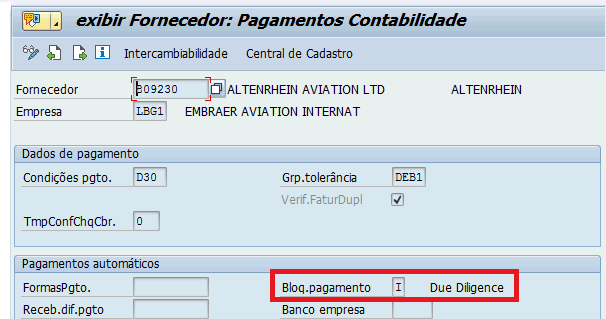 exibir Fornecedor: Pagamentos Contabilidade
Intercambiabilidade Central de Cadastro
Fornecedor 309230 ALTENRHEIN AVIATION LTD ALTENRHEIN
Empresa LBG1 EMBRAER AVIATION INTERNAT
Dados de pagamento
Condições pgto. D30 Grp.tolerância DEB1
Verif.FaturDupl
TmpConfChqCbr. 0
Pagamentos automáticos
FormasPgto. Bloq.pagamento I Due Diligence
Receb.dif.pgto Banco empresa